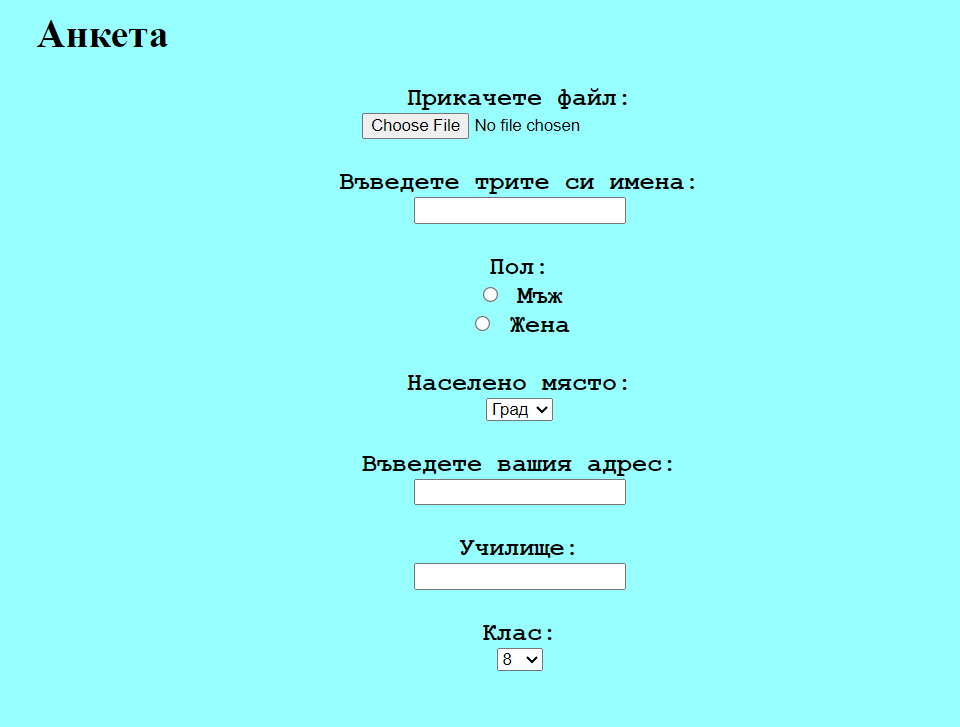 Анкета
Прикачете файл:
Choose File No file chosen
Въведете трите си имена:
Пол:
Мъж
Жена
Населено място:
Град
Въведете вашия адрес:
Училище:
Клас:
8